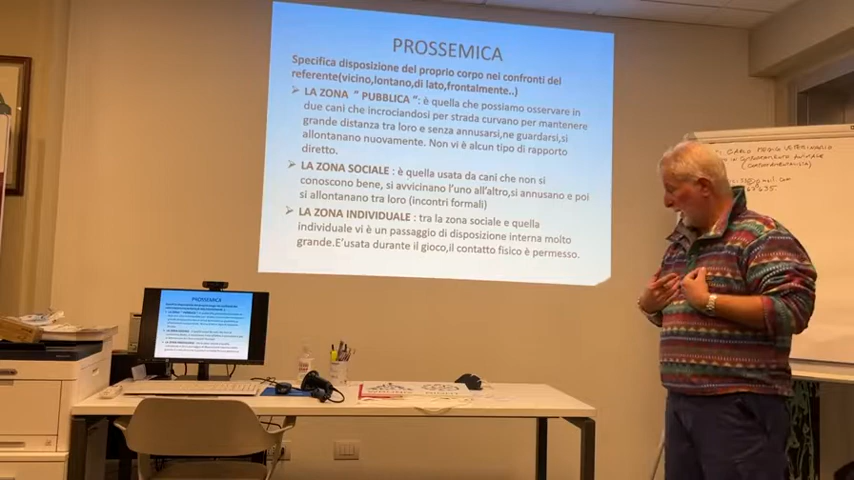 PROSSEMICA
Specifica disposizione del proprio corpo nei confronti del
referente(vicino,lontano,di lato,frontalmente..)
➢ LA ZONA " PUBBLICA ": è quella che possiamo osservare in
due cani che incrociandosi per strada curvano per mantenere
grande distanza tra loro e senza annusarsi,ne guardarsi,si
allontanano nuovamente. Non vi è alcun tipo di rapporto
diretto.
➢ LA ZONA SOCIALE : è quella usata da cani che non si
conoscono bene,si avvicinano l'uno all'altro,si annusano e poi
si allontanano tra loro (incontri formali)
➢ LA ZONA INDIVIDUALE : tra la zona sociale e quella
individuale vi è un passaggio di disposizione interna molto
grande.E'usata durante il gioco,il contatto fisico è permesso.
CARLO
VETERINARIO
(COMPORTAMENTALISTA)